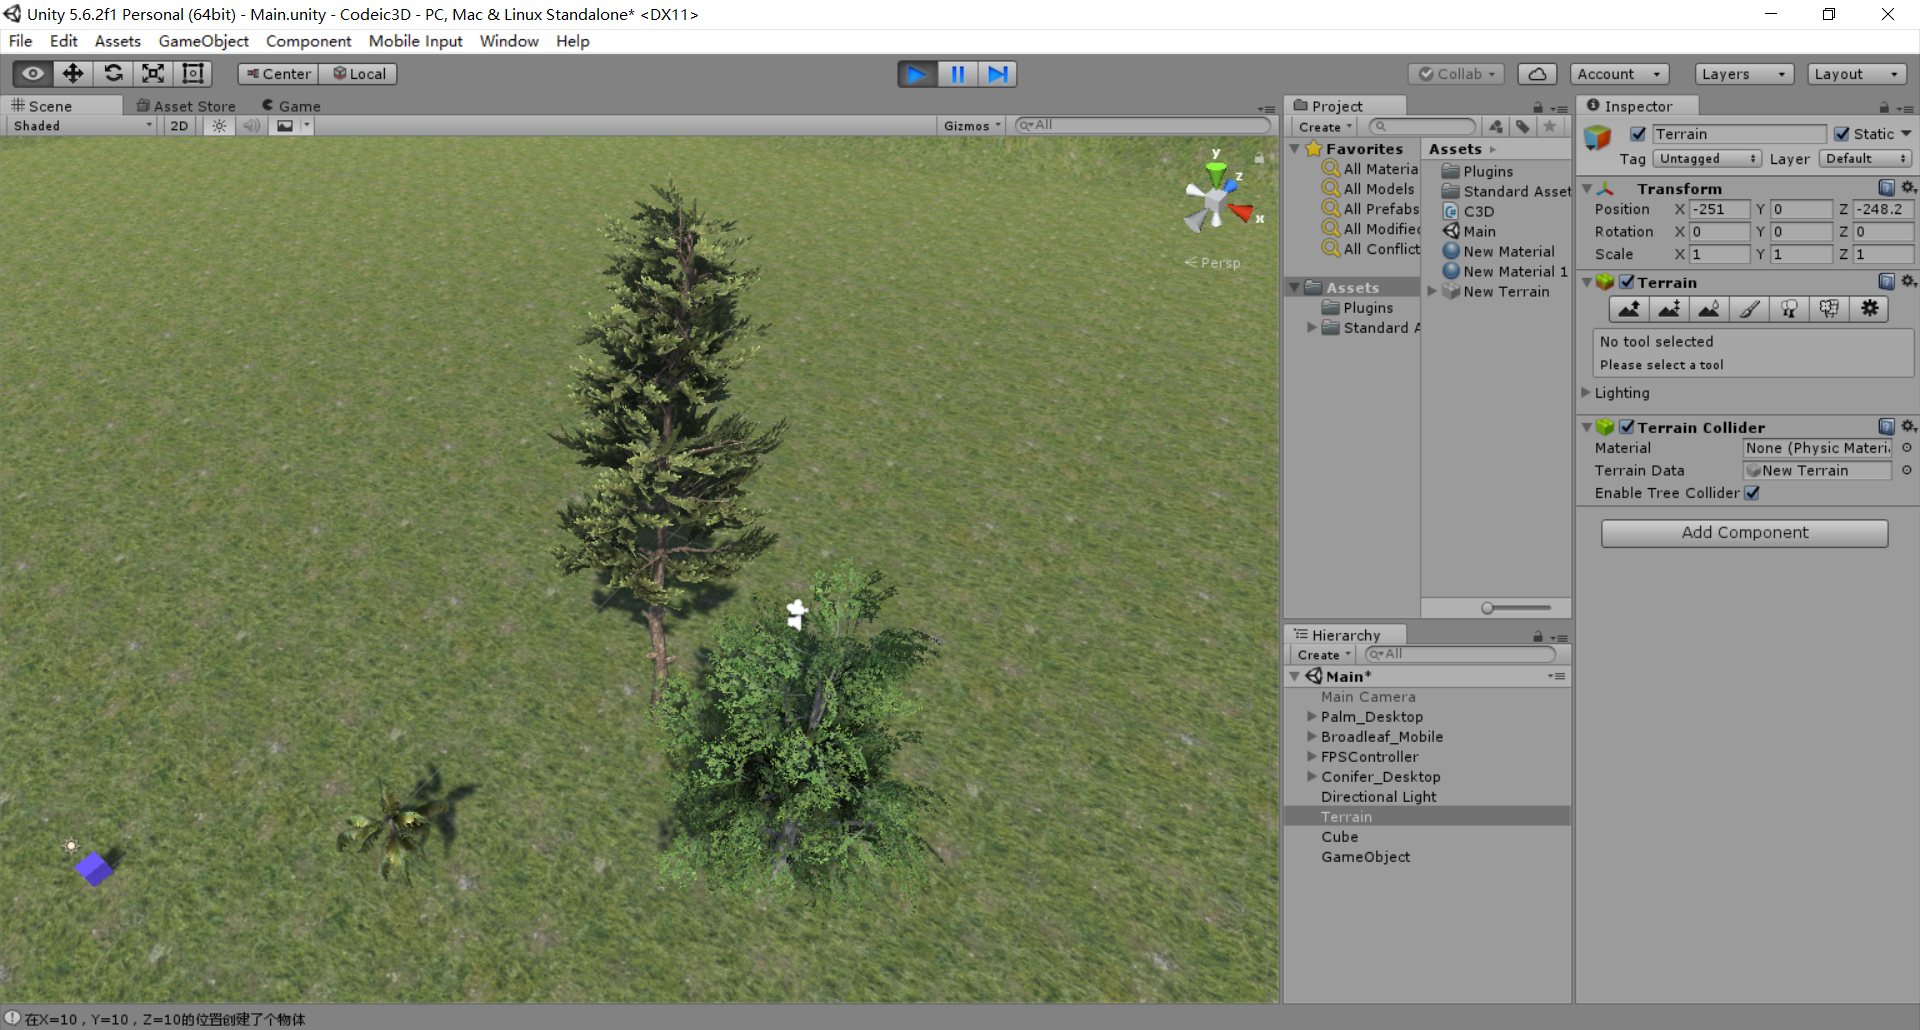 Unity 5.6.2f1 Personal (64bit) - Main.unity - Codeic3D - PC, Mac & Linux Standalone* <DX11>
File Edit Assets GameObject Component Mobile Input Window Help
Center Local Collab Account Layers Layout
Scene Asset Store Game
Shaded 2D Gizmos All
y
z
x
Persp
Project
Create
Favorites
All Materia
All Models
All Prefabs
All Modified
All Conflict
Assets
Plugins
Standard A
Assets
Plugins
Standard Asset
C3D
Main
New Material
New Material 1
New Terrain
Hierarchy
Create All
Main*
Main Camera
Palm_Desktop
Broadleaf_Mobile
FPSController
Conifer_Desktop
Directional Light
Terrain
Cube
GameObject
Inspector
Terrain Static
Tag Untagged Layer Default
Transform
Position X -251 Y 0 Z -248.2
Rotation X 0 Y 0 Z 0
Scale X 1 Y 1 Z 1
Terrain
No tool selected
Please select a tool
Lighting
Terrain Collider
Material None (Physic Materi
Terrain Data New Terrain
Enable Tree Collider
Add Component
在X=10，Y=10，Z=10的位置创建了个物体